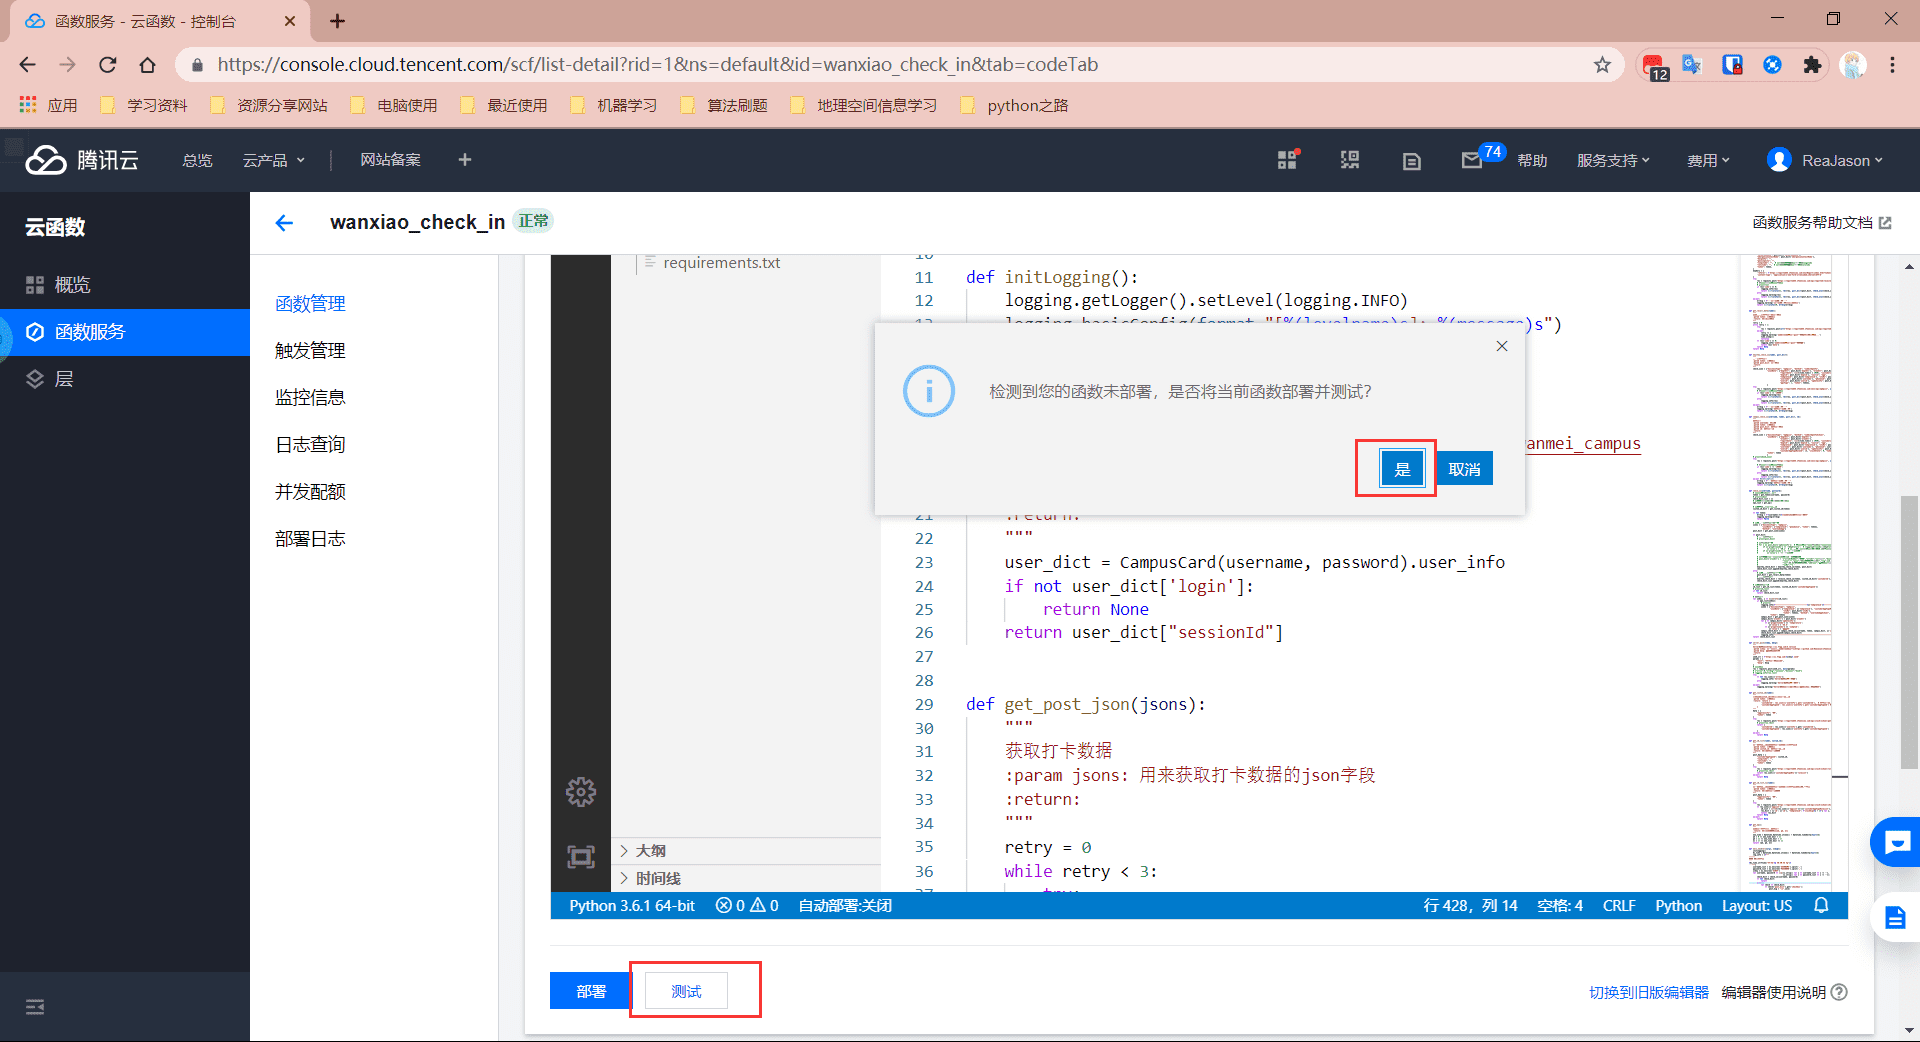 函数服务 - 云函数 - 控制台
https://console.cloud.tencent.com/scf/list-detail?rid=1&ns=default&id=wanxiao_check_in&tab=codeTab
12
应用 学习资料 资源分享网站 电脑使用 最近使用 机器学习 算法刷题 地理空间信息学习 python之路
腾讯云 总览 云产品 网站备案 74 帮助 服务支持 费用 ReaJason
云函数
概览
函数服务
层
wanxiao_check_in 正常
函数服务帮助文档
函数管理
触发管理
监控信息
日志查询
并发配额
部署日志
requirements.txt
大纲
时间线
11 def initLogging():
12 logging.getLogger().setLevel(logging.INFO)
检测到您的函数未部署，是否将当前函数部署并测试?
是 取消
anmei_campus
22 """
23 user_dict = CampusCard(username, password).user_info
24 if not user_dict['login']:
25 return None
26 return user_dict["sessionId"]
27
28
29 def get_post_json(jsons):
30 """
31 获取打卡数据
32 :param jsons: 用来获取打卡数据的json字段
33 :return:
34 """
35 retry = 0
36 while retry < 3:
Python 3.6.1 64-bit 0 0 自动部署:关闭 行 428，列 14 空格: 4 CRLF Python Layout: US
部署 测试 切换到旧版编辑器 编辑器使用说明